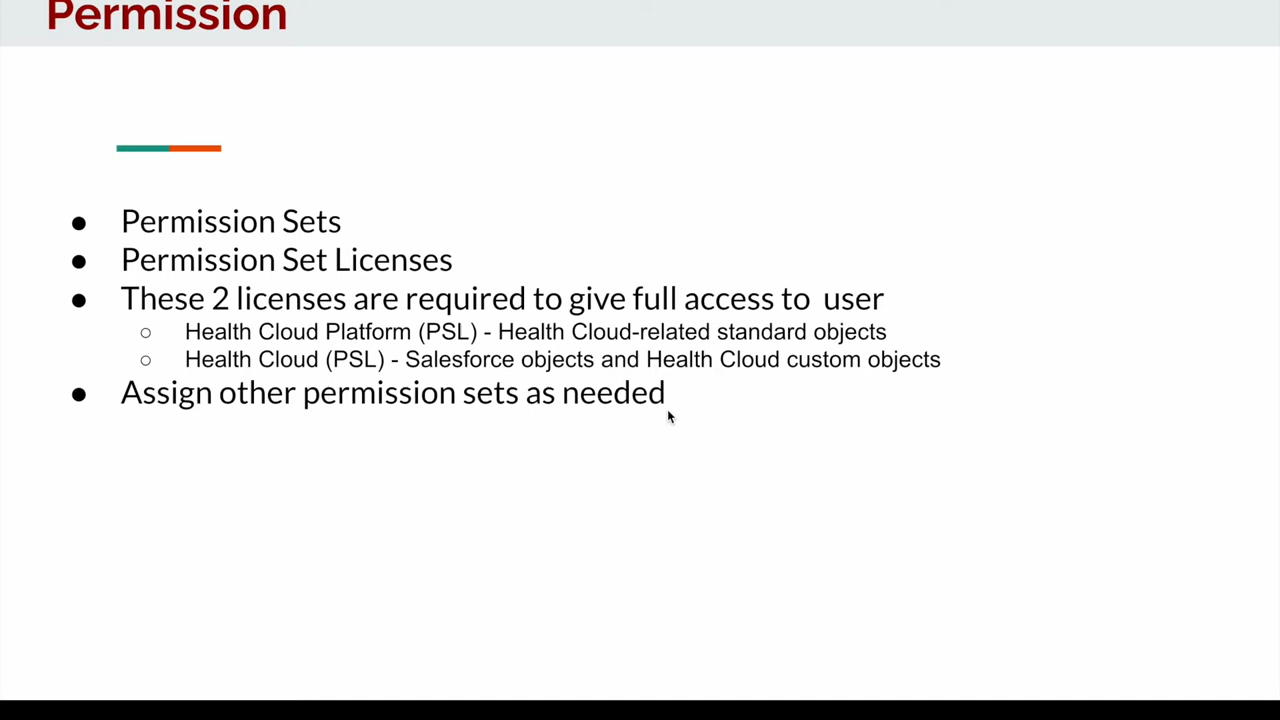 Permission
● Permission Sets
● Permission Set Licenses
● These 2 licenses are required to give full access to  user
○ Health Cloud Platform (PSL) - Health Cloud-related standard objects
○ Health Cloud (PSL) - Salesforce objects and Health Cloud custom objects
● Assign other permission sets as needed